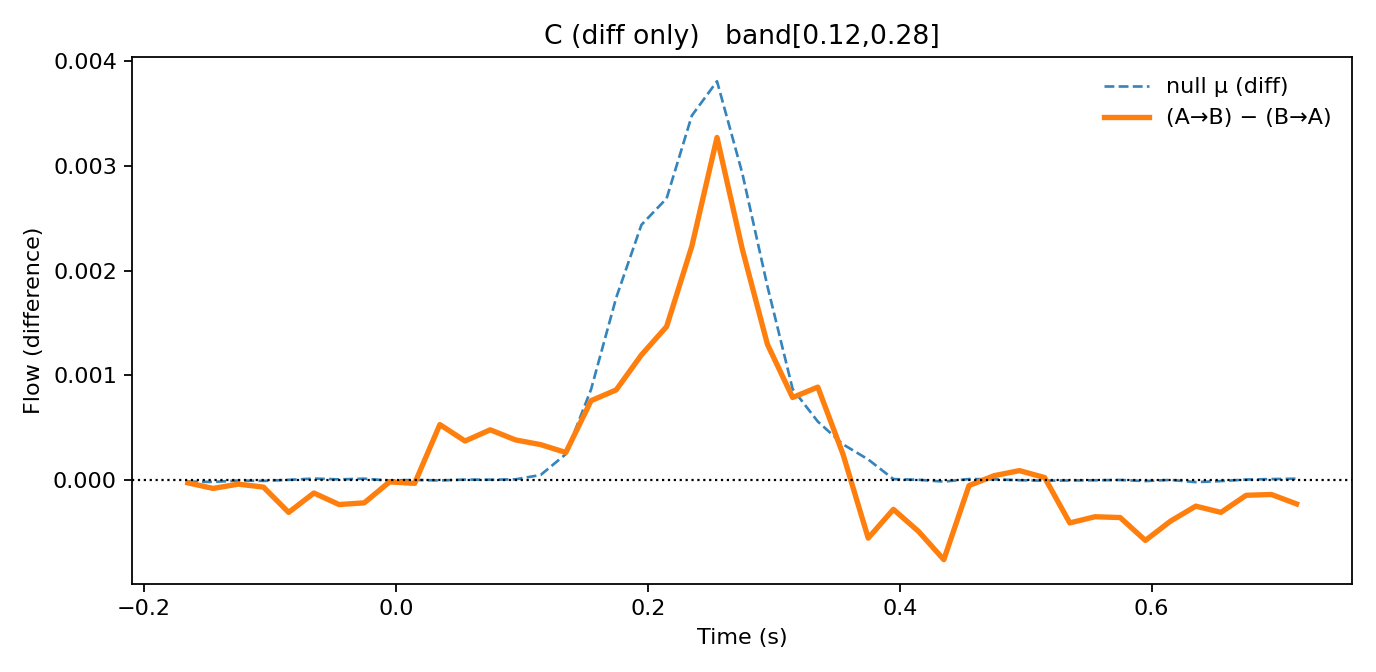 C (diff only)   band[0.12,0.28]
0.004
0.003
0.002
0.001
0.000
Flow (difference)
null μ (diff)
(A→B) − (B→A)
−0.2
0.0
0.2
0.4
0.6
Time (s)